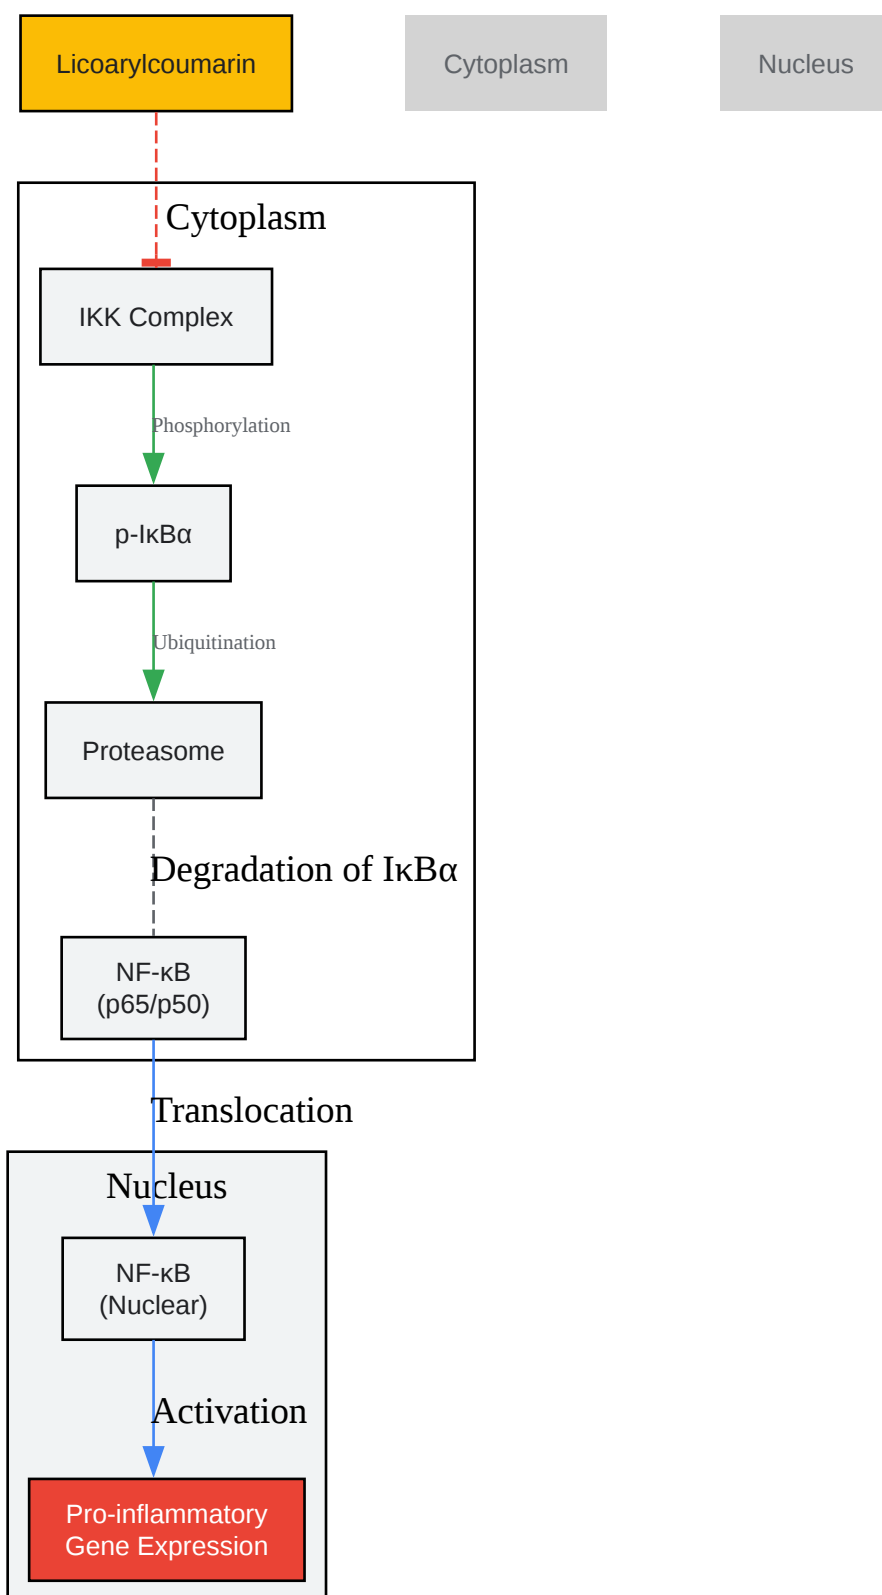 Licoarylcoumarin
Cytoplasm
Nucleus
Cytoplasm
IKK Complex
Phosphorylation
p-IκBα
Ubiquitination
Proteasome
Degradation of IκBα
NF-κB
(p65/p50)
Translocation
Nucleus
NF-κB
(Nuclear)
Activation
Pro-inflammatory
Gene Expression